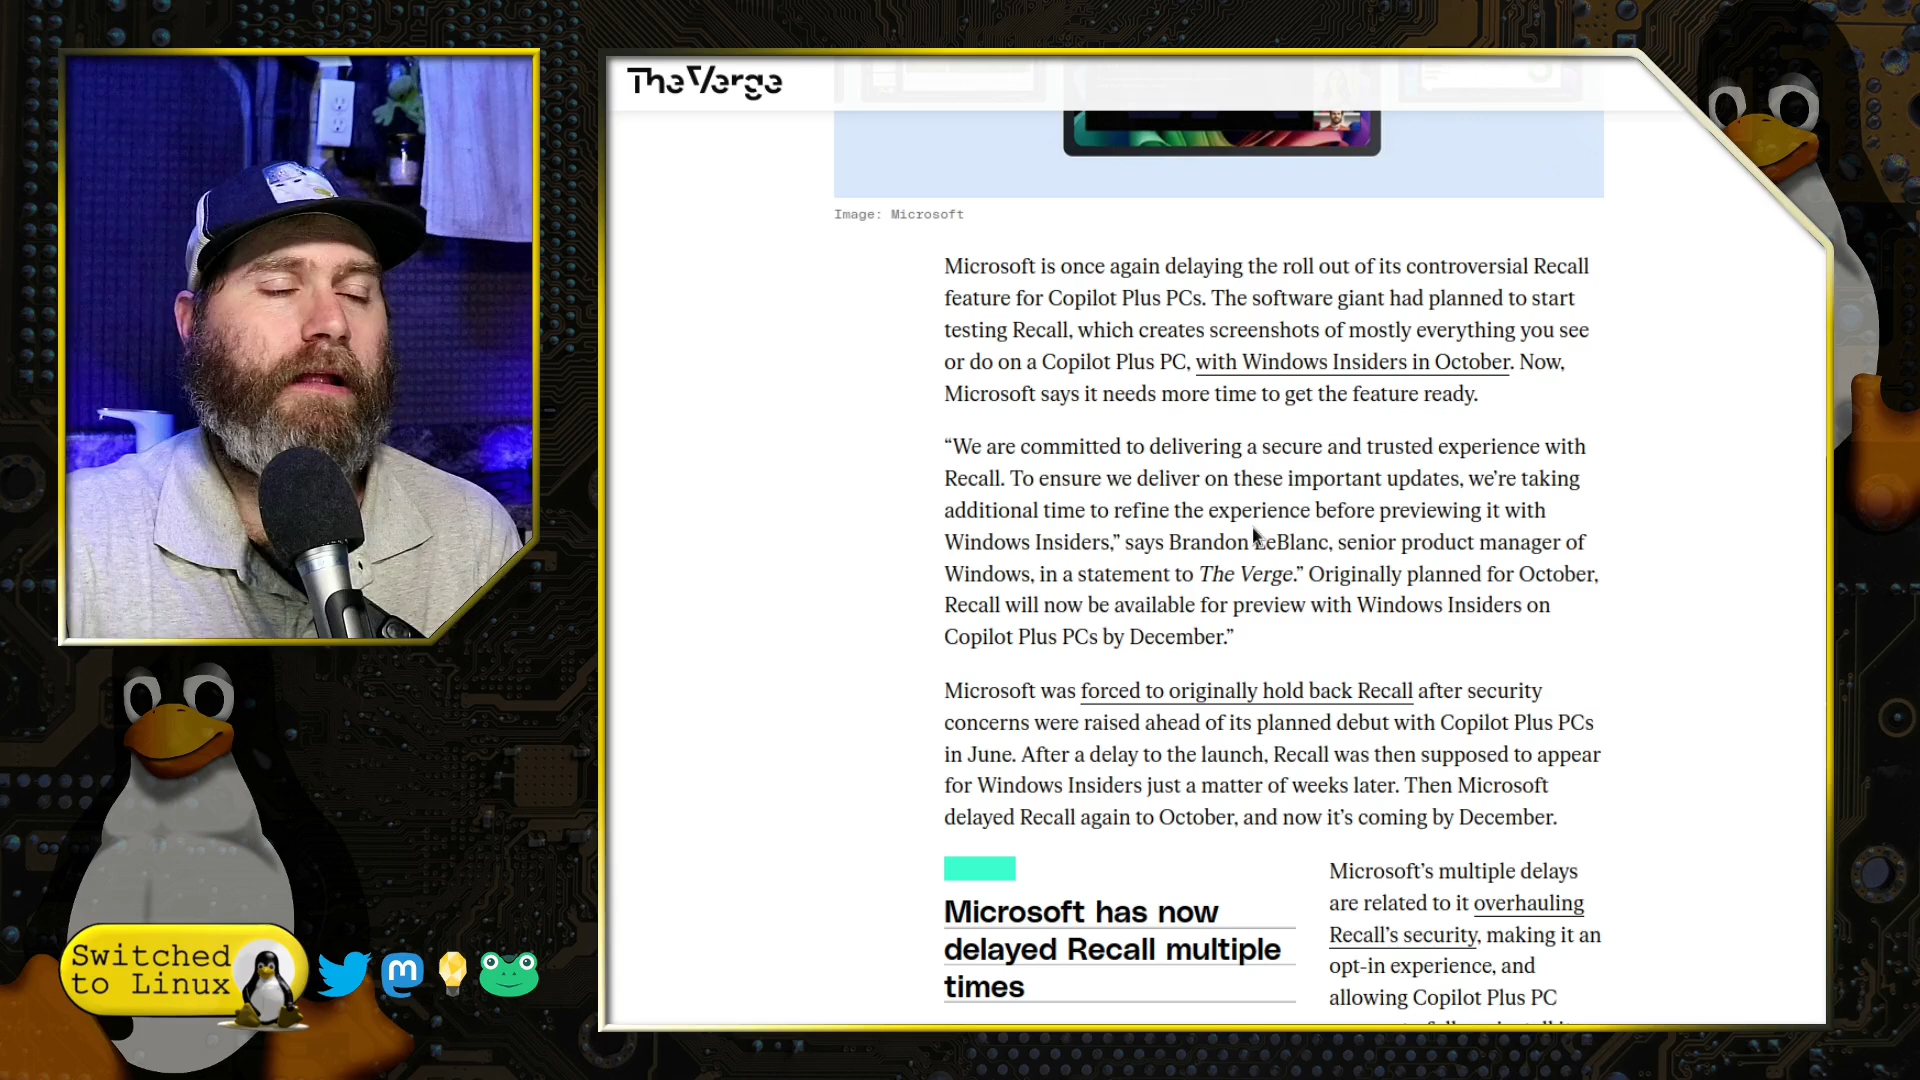 The Verge
Image: Microsoft
Microsoft is once again delaying the roll out of its controversial Recall
feature for Copilot Plus PCs. The software giant had planned to start
testing Recall, which creates screenshots of mostly everything you see
or do on a Copilot Plus PC, with Windows Insiders in October. Now,
Microsoft says it needs more time to get the feature ready.
“We are committed to delivering a secure and trusted experience with
Recall. To ensure we deliver on these important updates, we’re taking
additional time to refine the experience before previewing it with
Windows Insiders,” says Brandon LeBlanc, senior product manager of
Windows, in a statement to The Verge.” Originally planned for October,
Recall will now be available for preview with Windows Insiders on
Copilot Plus PCs by December.”
Microsoft was forced to originally hold back Recall after security
concerns were raised ahead of its planned debut with Copilot Plus PCs
in June. After a delay to the launch, Recall was then supposed to appear
for Windows Insiders just a matter of weeks later. Then Microsoft
delayed Recall again to October, and now it’s coming by December.
Microsoft has now
delayed Recall multiple
times
Microsoft’s multiple delays
are related to it overhauling
Recall’s security, making it an
opt-in experience, and
allowing Copilot Plus PC
Switched
to Linux